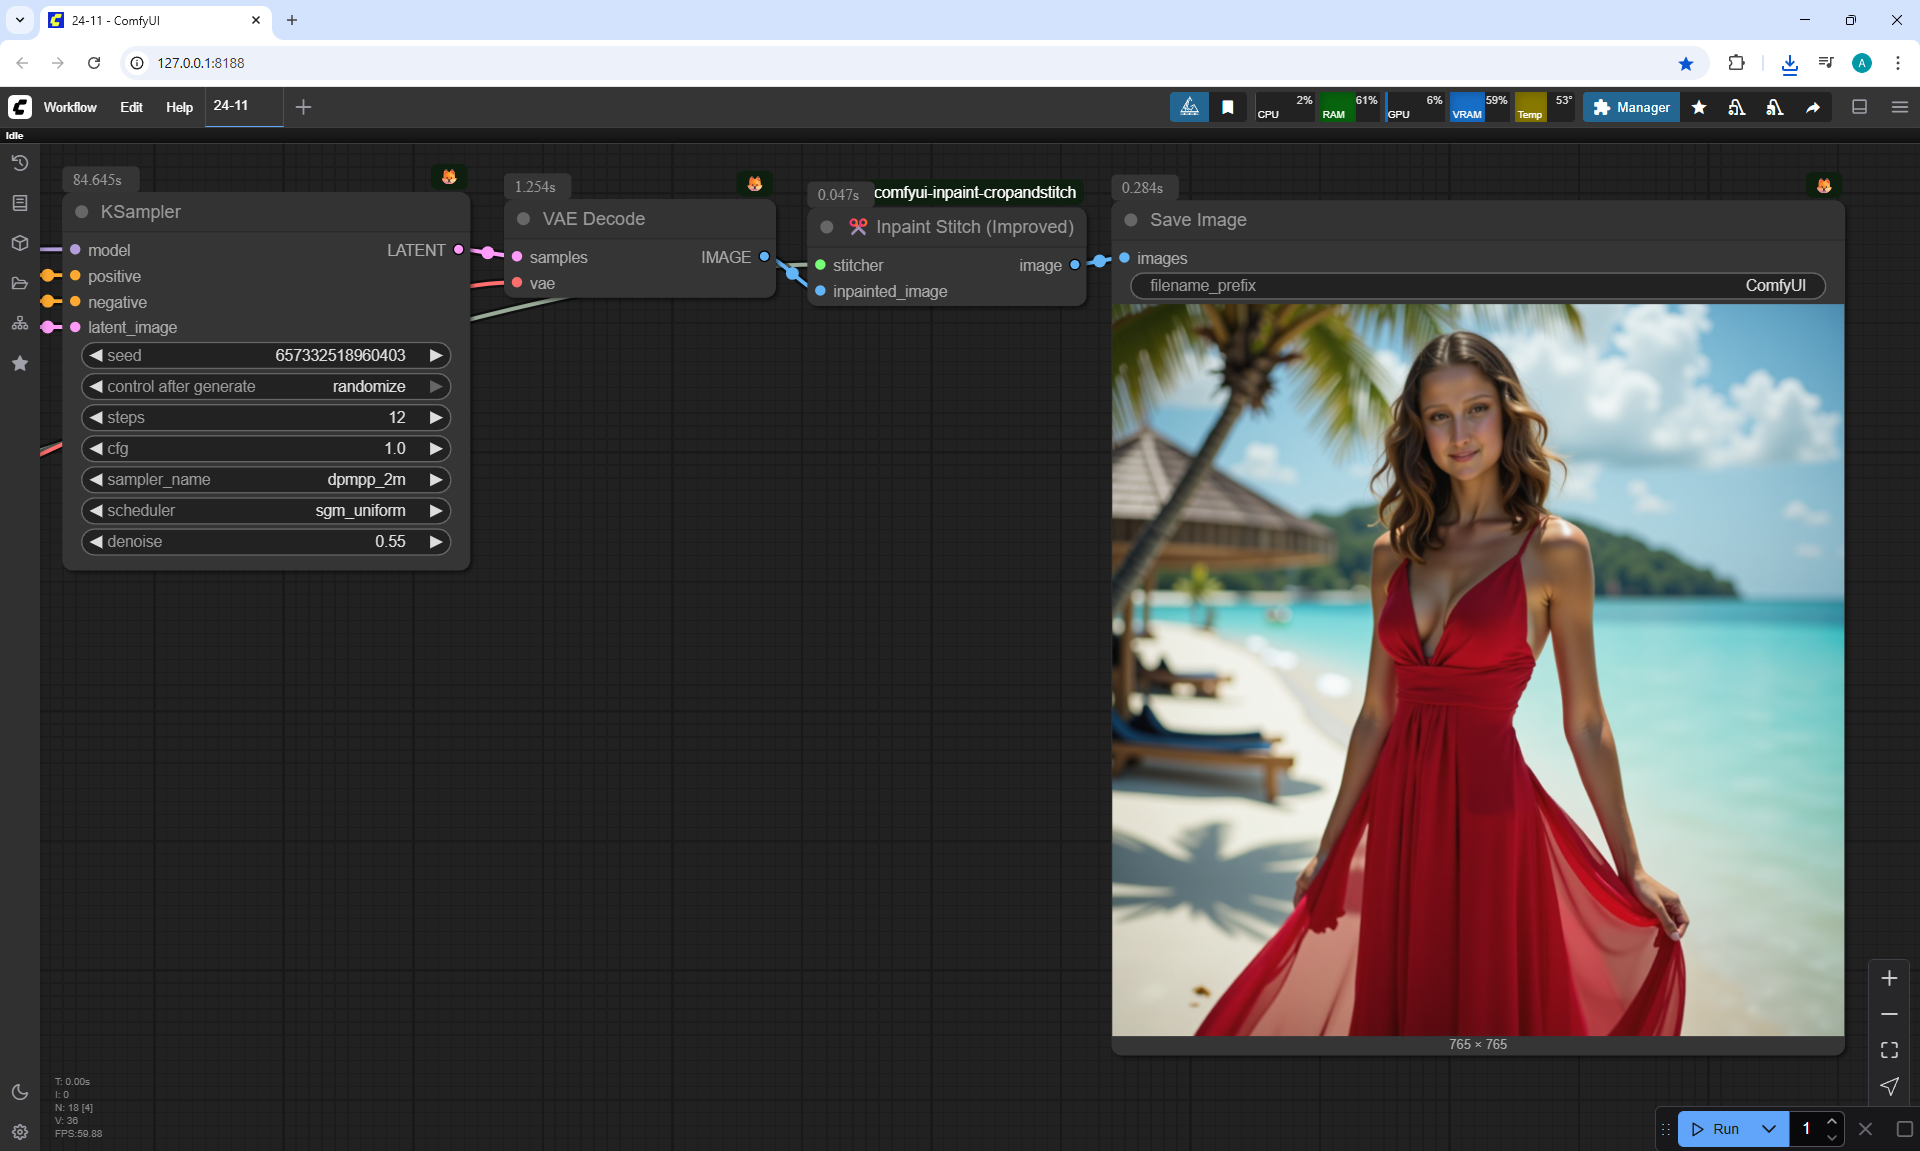 24-11 - ComfyUI
127.0.0.1:8188
Workflow Edit Help 24-11
CPU 2% RAM 61% GPU 6% VRAM 59% Temp 53° Manager
Idle
84.645s
KSampler
model LATENT
positive
negative
latent_image
seed 657332518960403
control after generate randomize
steps 12
cfg 1.0
sampler_name dpmpp_2m
scheduler sgm_uniform
denoise 0.55
1.254s
VAE Decode
samples IMAGE
vae
0.047s comfyui-inpaint-cropandstitch
Inpaint Stitch (Improved)
stitcher image
inpainted_image
0.284s
Save Image
images
filename_prefix ComfyUI
765 × 765
T: 0.00s
I: 0
N: 18 [4]
V: 36
FPS:59.88
Run 1
A